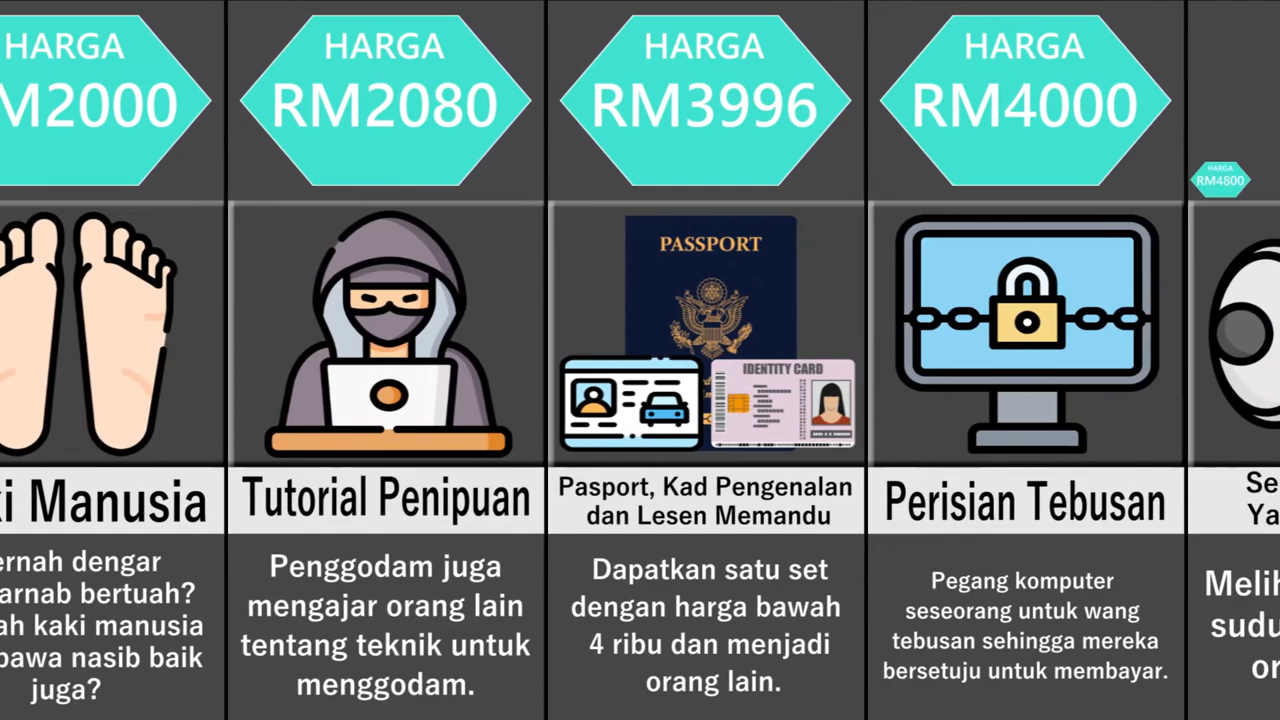 HARGA
M2000
ki Manusia
ernah dengar
arnab bertuah?
ah kaki manusia
bawa nasib baik
juga?
HARGA
RM2080
Tutorial Penipuan
Penggodam juga
mengajar orang lain
tentang teknik untuk
menggodam.
HARGA
RM3996
PASSPORT
IDENTITY CARD
Pasport, Kad Pengenalan
dan Lesen Memandu
Dapatkan satu set
dengan harga bawah
4 ribu dan menjadi
orang lain.
HARGA
RM4000
Perisian Tebusan
Pegang komputer
seseorang untuk wang
tebusan sehingga mereka
bersetuju untuk membayar.
HARGA
RM4800
Se
Ya
Melih
sudu
or